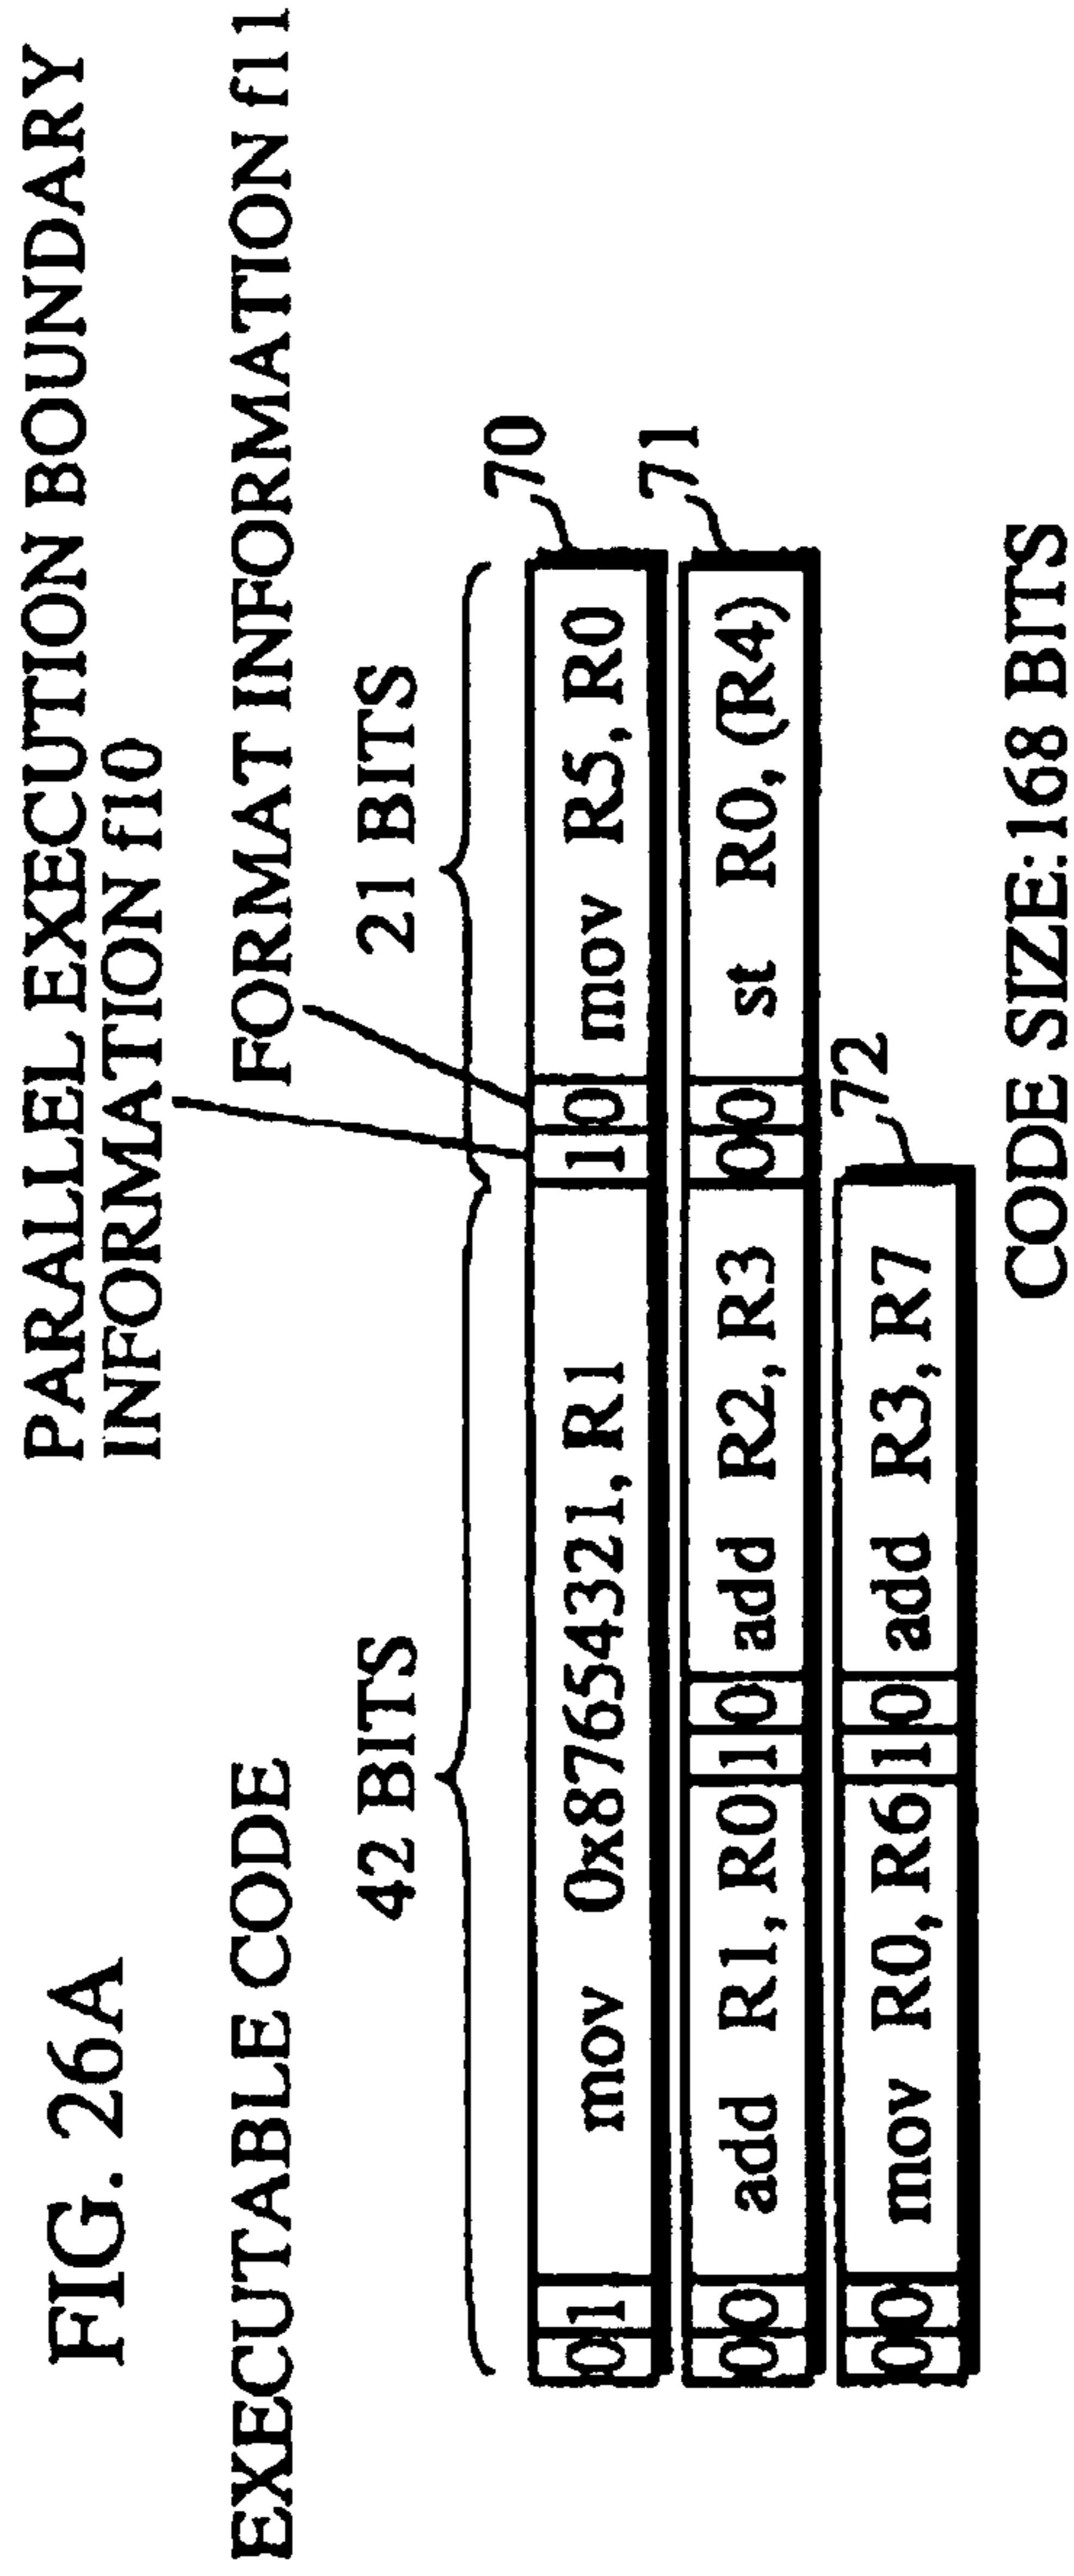 FIG. 26A
PARALLEL EXECUTION BOUNDARY
INFORMATION f10
EXECUTABLE CODE
FORMAT INFORMATION f11
42 BITS
21 BITS
0 1 mov 0x87654321, R1 1 0 mov R5, R0 70
0 0 add R1, R0 1 0 add R2, R3 0 0 st R0, (R4) 71
0 0 mov R0, R6 1 0 add R3, R7 72
CODE SIZE:168 BITS